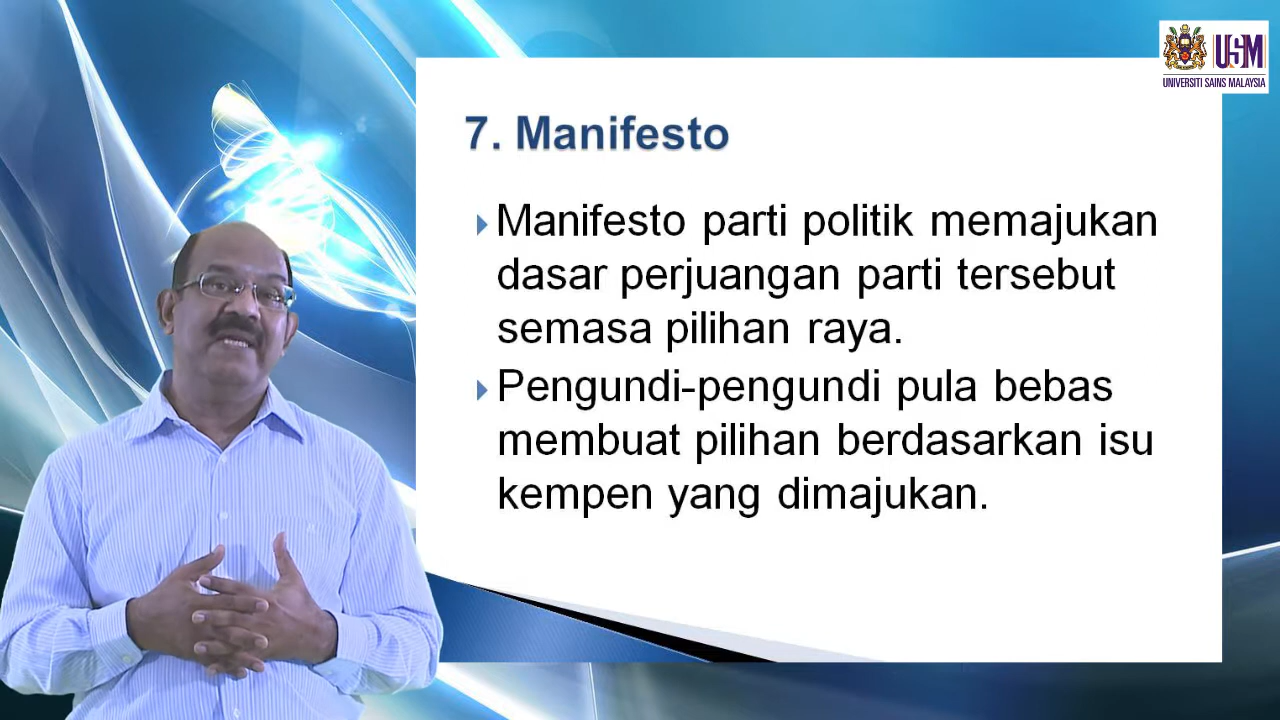 USM
UNIVERSITI SAINS MALAYSIA
7. Manifesto
Manifesto parti politik memajukan
dasar perjuangan parti tersebut
semasa pilihan raya.
Pengundi-pengundi pula bebas
membuat pilihan berdasarkan isu
kempen yang dimajukan.